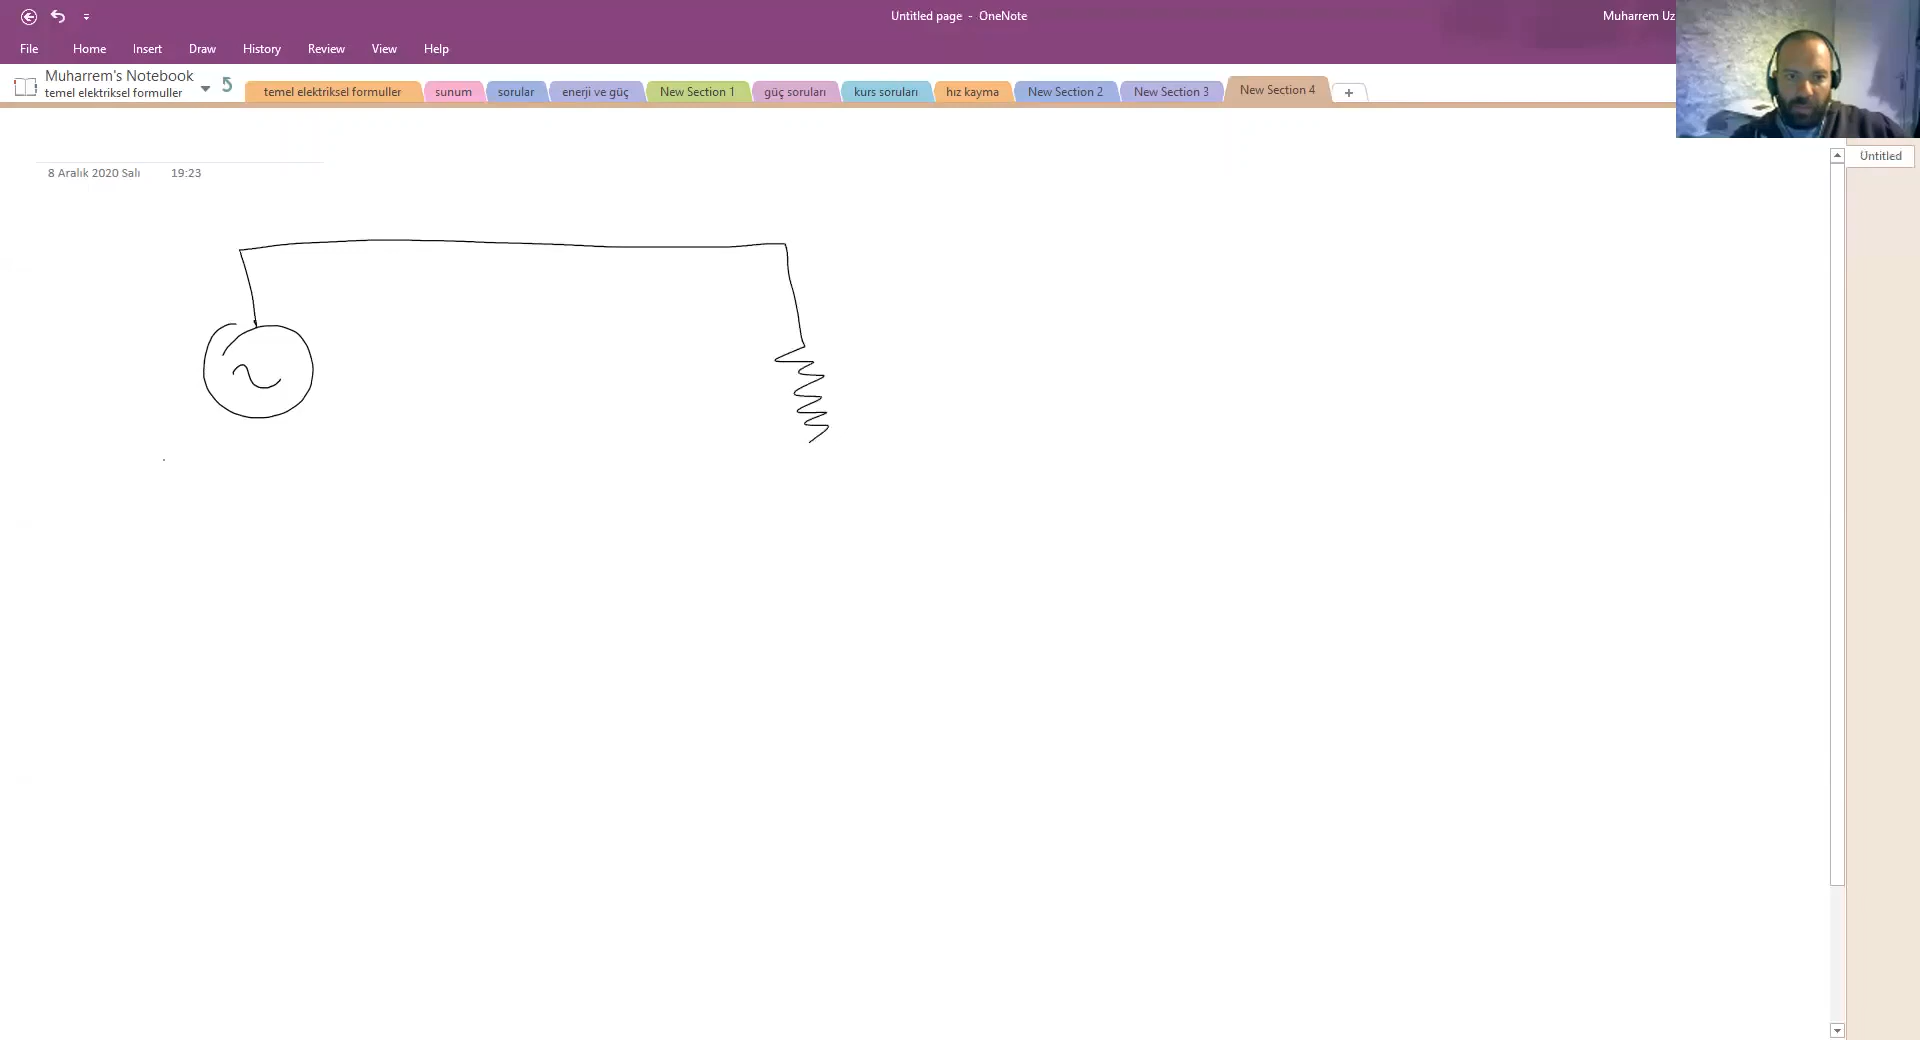 Untitled page - OneNote
Muharrem Uz
File Home Insert Draw History Review View Help
Muharrem's Notebook
temel elektriksel formuller
temel elektriksel formuller sunum sorular enerji ve güç New Section 1 güç soruları kurs soruları hız kayma New Section 2 New Section 3 New Section 4
Untitled
8 Aralık 2020 Salı 19:23